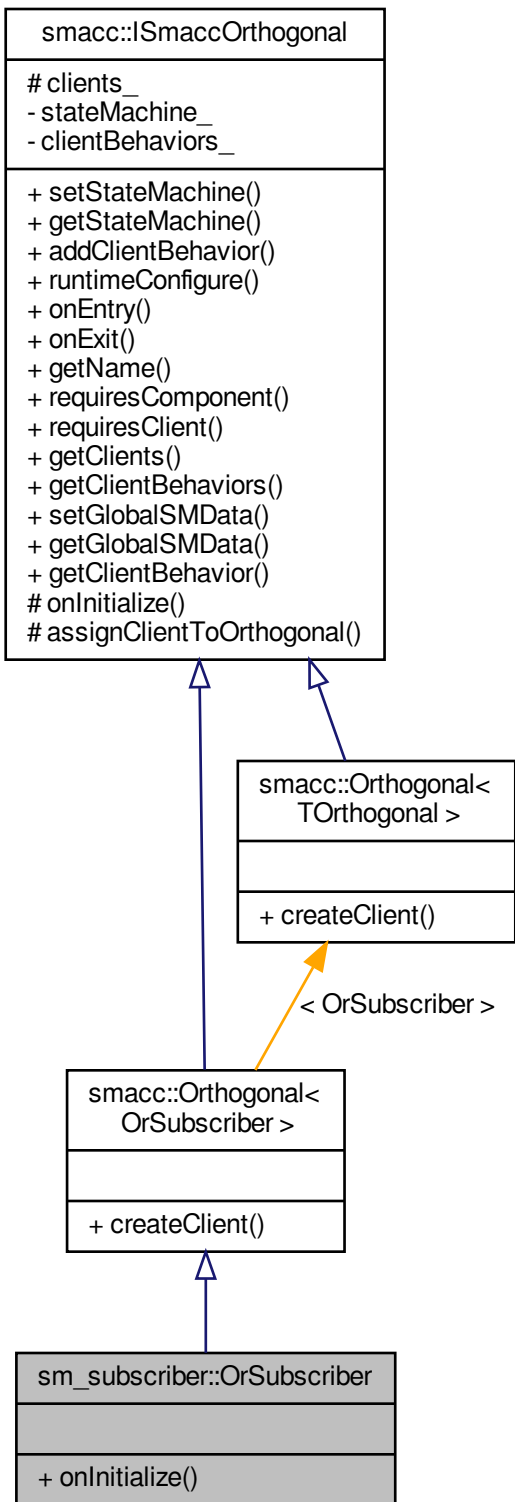 smacc::ISmaccOrthogonal
# clients_
- stateMachine_
- clientBehaviors_
+ setStateMachine()
+ getStateMachine()
+ addClientBehavior()
+ runtimeConfigure()
+ onEntry()
+ onExit()
+ getName()
+ requiresComponent()
+ requiresClient()
+ getClients()
+ getClientBehaviors()
+ setGlobalSMData()
+ getGlobalSMData()
+ getClientBehavior()
# onInitialize()
# assignClientToOrthogonal()
smacc::Orthogonal<
TOrthogonal >
+ createClient()
< OrSubscriber >
smacc::Orthogonal<
OrSubscriber >
+ createClient()
sm_subscriber::OrSubscriber
+ onInitialize()